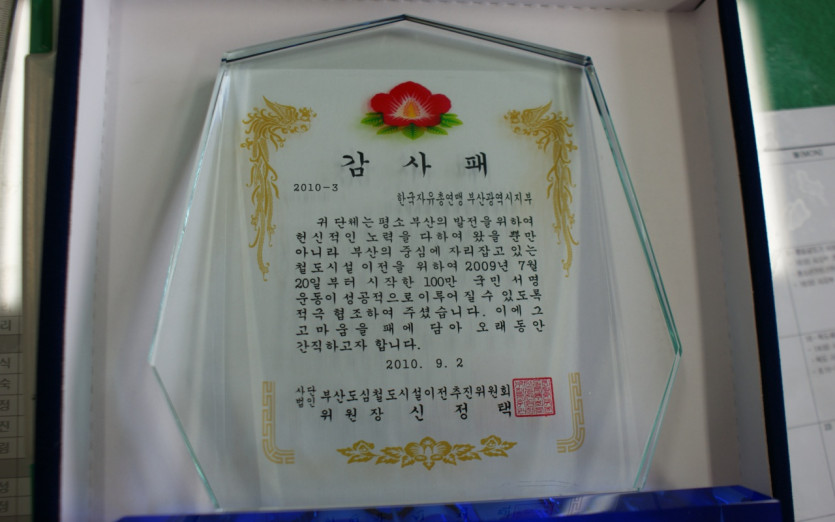 감 사 패
2010-3
한국자유총연맹 부산광역시지부
귀 단체는 평소 부산의 발전을 위하여
헌신적인 노력을 다하여 왔을 뿐만
아니라 부산의 중심에 자리잡고 있는
철도시설 이전을 위하여 2009년 7월
20일부터 시작한 100만 국민 서명
운동이 성공적으로 이루어 질 수 있도록
적극 협조하여 주셨습니다. 이에 그
고마움을 패에 담아 오래동안
간직하고자 합니다.
2010. 9. 2
사단법인 부산도심철도시설이전추진위원회
위 원 장 신 정 택
리
식
숙
정
진
성